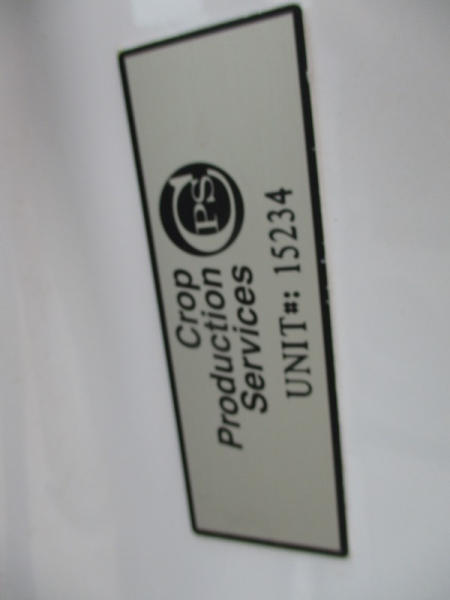 CPS
Crop
Production
Services
UNIT#: 15234